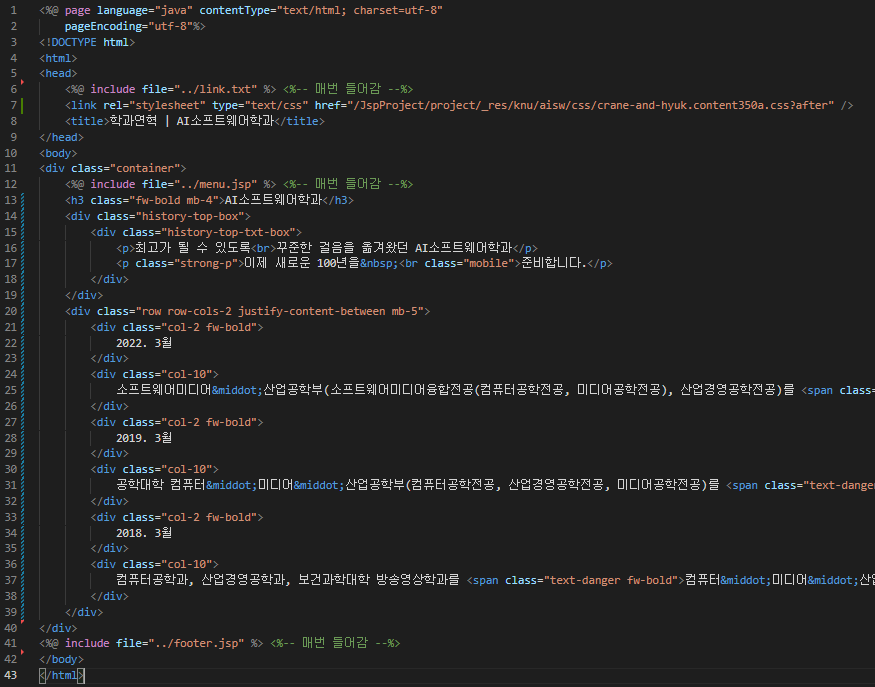 1 <%@ page language="java" contentType="text/html; charset=utf-8"
2 pageEncoding="utf-8"%>
3 <!DOCTYPE html>
4 <html>
5 <head>
6 <%@ include file="../link.txt" %> <%-- 매번 들어감 --%>
7 <link rel="stylesheet" type="text/css" href="/JspProject/project/_res/knu/aisw/css/crane-and-hyuk.content350a.css?after" />
8 <title>학과연혁 | AI소프트웨어학과</title>
9 </head>
10 <body>
11 <div class="container">
12 <%@ include file="../menu.jsp" %> <%-- 매번 들어감 --%>
13 <h3 class="fw-bold mb-4">AI소프트웨어학과</h3>
14 <div class="history-top-box">
15 <div class="history-top-txt-box">
16 <p>최고가 될 수 있도록<br>꾸준한 걸음을 옮겨왔던 AI소프트웨어학과</p>
17 <p class="strong-p">이제 새로운 100년을&nbsp;<br class="mobile">준비합니다.</p>
18 </div>
19 </div>
20 <div class="row row-cols-2 justify-content-between mb-5">
21 <div class="col-2 fw-bold">
22 2022. 3월
23 </div>
24 <div class="col-10">
25 소프트웨어미디어&middot;산업공학부(소프트웨어미디어융합전공(컴퓨터공학전공, 미디어공학전공), 산업경영공학전공)를 <span class=
26 </div>
27 <div class="col-2 fw-bold">
28 2019. 3월
29 </div>
30 <div class="col-10">
31 공학대학 컴퓨터&middot;미디어&middot;산업공학부(컴퓨터공학전공, 산업경영공학전공, 미디어공학전공)를 <span class="text-danger
32 </div>
33 <div class="col-2 fw-bold">
34 2018. 3월
35 </div>
36 <div class="col-10">
37 컴퓨터공학과, 산업경영공학과, 보건과학대학 방송영상학과를 <span class="text-danger fw-bold">컴퓨터&middot;미디어&middot;산업
38 </div>
39 </div>
40 </div>
41 <%@ include file="../footer.jsp" %> <%-- 매번 들어감 --%>
42 </body>
43 </html>